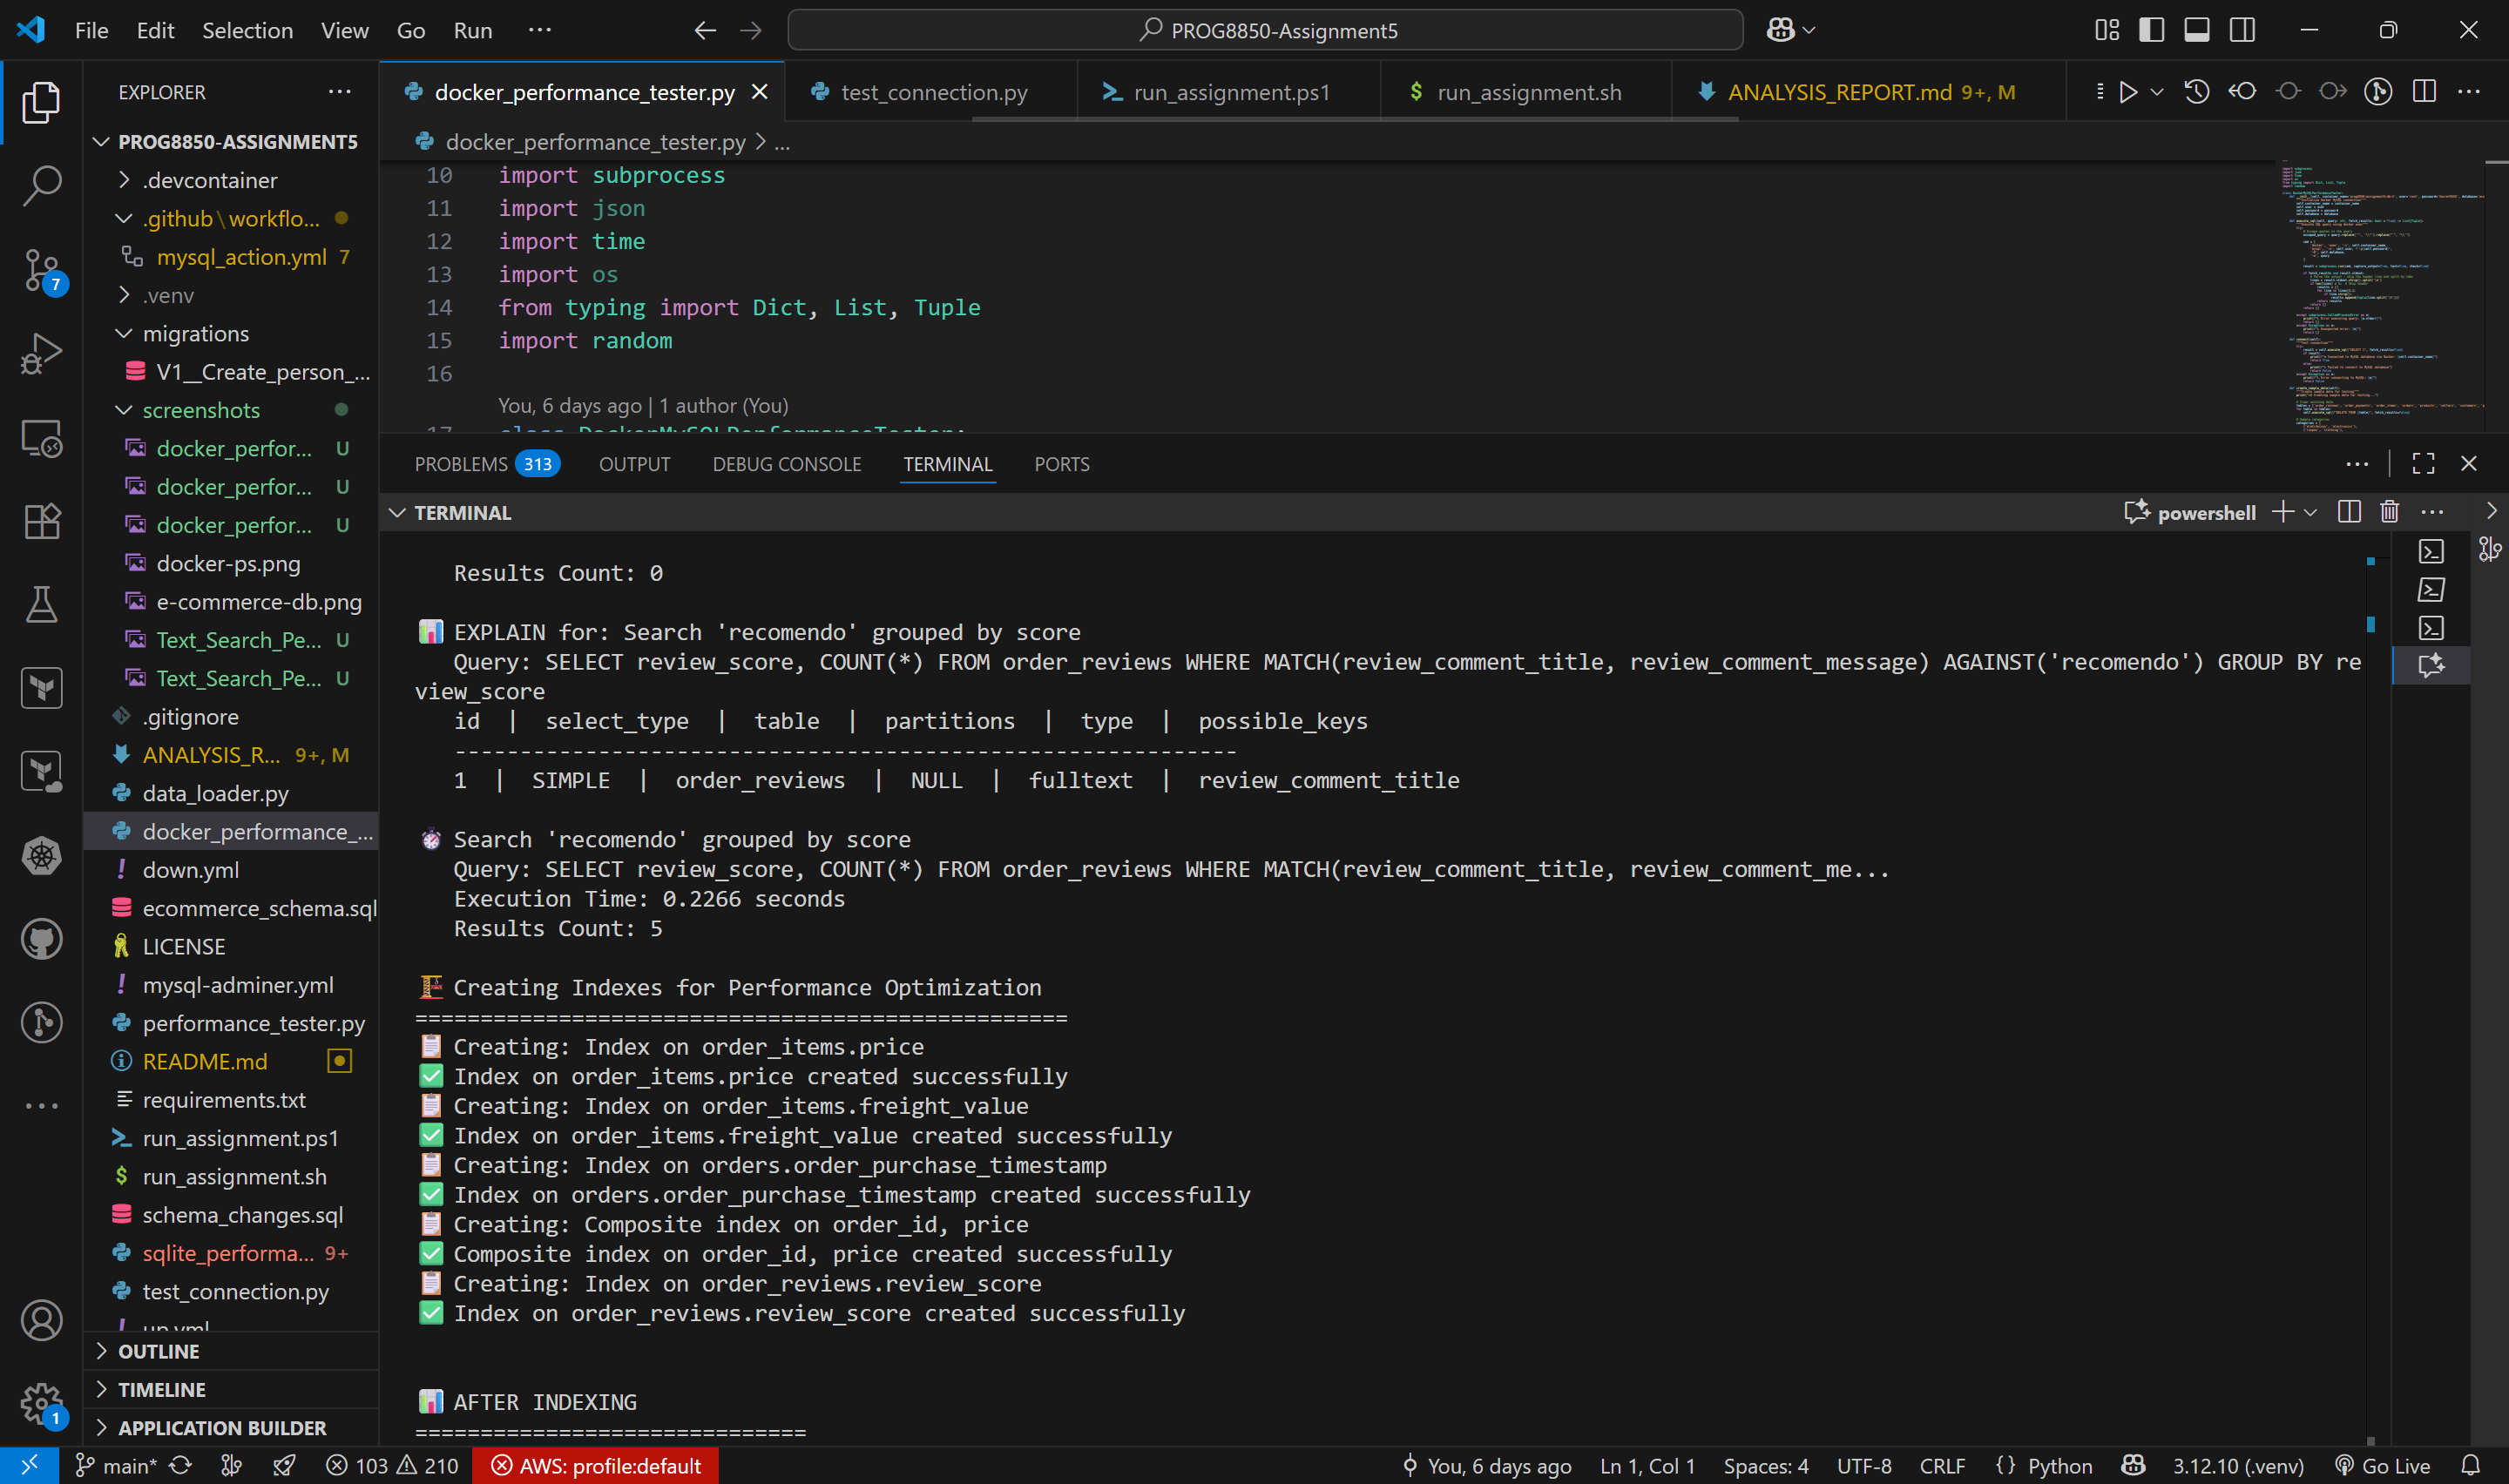 File Edit Selection View Go Run ···
PROG8850-Assignment5
EXPLORER
PROG8850-ASSIGNMENT5
.devcontainer
.github\workflo...
mysql_action.yml 7
.venv
migrations
V1__Create_person_...
screenshots
docker_perfor... U
docker_perfor... U
docker_perfor... U
docker-ps.png
e-commerce-db.png
Text_Search_Pe... U
Text_Search_Pe... U
.gitignore
ANALYSIS_R... 9+, M
data_loader.py
docker_performance_...
down.yml
ecommerce_schema.sql
LICENSE
mysql-adminer.yml
performance_tester.py
README.md
requirements.txt
run_assignment.ps1
run_assignment.sh
schema_changes.sql
sqlite_performa... 9+
test_connection.py
up.yml
OUTLINE
TIMELINE
APPLICATION BUILDER
7
1
docker_performance_tester.py
test_connection.py
run_assignment.ps1
run_assignment.sh
ANALYSIS_REPORT.md 9+, M
docker_performance_tester.py > ...
10 import subprocess
11 import json
12 import time
13 import os
14 from typing import Dict, List, Tuple
15 import random
16
You, 6 days ago | 1 author (You)
17 class DockerMySQLPerformanceTester:
PROBLEMS 313 OUTPUT DEBUG CONSOLE TERMINAL PORTS
TERMINAL
powershell
Results Count: 0
📊 EXPLAIN for: Search 'recomendo' grouped by score
Query: SELECT review_score, COUNT(*) FROM order_reviews WHERE MATCH(review_comment_title, review_comment_message) AGAINST('recomendo') GROUP BY re
view_score
id | select_type | table | partitions | type | possible_keys
------------------------------------------------------------
1 | SIMPLE | order_reviews | NULL | fulltext | review_comment_title
⏱️ Search 'recomendo' grouped by score
Query: SELECT review_score, COUNT(*) FROM order_reviews WHERE MATCH(review_comment_title, review_comment_me...
Execution Time: 0.2266 seconds
Results Count: 5
🏗️ Creating Indexes for Performance Optimization
==================================================
📋 Creating: Index on order_items.price
✅ Index on order_items.price created successfully
📋 Creating: Index on order_items.freight_value
✅ Index on order_items.freight_value created successfully
📋 Creating: Index on orders.order_purchase_timestamp
✅ Index on orders.order_purchase_timestamp created successfully
📋 Creating: Composite index on order_id, price
✅ Composite index on order_id, price created successfully
📋 Creating: Index on order_reviews.review_score
✅ Index on order_reviews.review_score created successfully
📊 AFTER INDEXING
==============================
main* 103 210 AWS: profile:default You, 6 days ago Ln 1, Col 1 Spaces: 4 UTF-8 CRLF {} Python 3.12.10 (.venv) Go Live